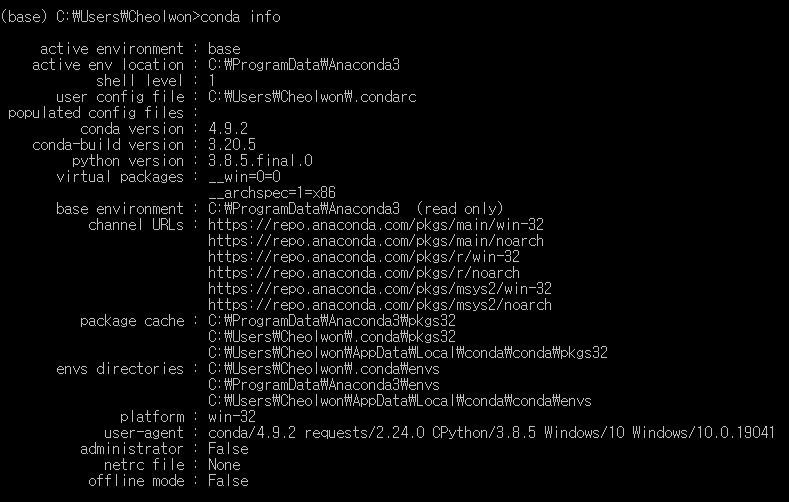 (base) C:₩Users₩Cheolwon>conda info
active environment : base
active env location : C:₩ProgramData₩Anaconda3
shell level : 1
user config file : C:₩Users₩Cheolwon₩.condarc
populated config files :
conda version : 4.9.2
conda-build version : 3.20.5
python version : 3.8.5.final.0
virtual packages : __win=0=0
__archspec=1=x86
base environment : C:₩ProgramData₩Anaconda3  (read only)
channel URLs : https://repo.anaconda.com/pkgs/main/win-32
https://repo.anaconda.com/pkgs/main/noarch
https://repo.anaconda.com/pkgs/r/win-32
https://repo.anaconda.com/pkgs/r/noarch
https://repo.anaconda.com/pkgs/msys2/win-32
https://repo.anaconda.com/pkgs/msys2/noarch
package cache : C:₩ProgramData₩Anaconda3₩pkgs32
C:₩Users₩Cheolwon₩.conda₩pkgs32
C:₩Users₩Cheolwon₩AppData₩Local₩conda₩conda₩pkgs32
envs directories : C:₩Users₩Cheolwon₩.conda₩envs
C:₩ProgramData₩Anaconda3₩envs
C:₩Users₩Cheolwon₩AppData₩Local₩conda₩conda₩envs
platform : win-32
user-agent : conda/4.9.2 requests/2.24.0 CPython/3.8.5 Windows/10 Windows/10.0.19041
administrator : False
netrc file : None
offline mode : False